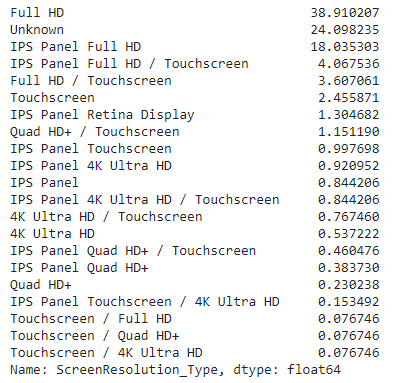 Full HD 38.910207
Unknown 24.098235
IPS Panel Full HD 18.035303
IPS Panel Full HD / Touchscreen 4.067536
Full HD / Touchscreen 3.607061
Touchscreen 2.455871
IPS Panel Retina Display 1.304682
Quad HD+ / Touchscreen 1.151190
IPS Panel Touchscreen 0.997698
IPS Panel 4K Ultra HD 0.920952
IPS Panel 0.844206
IPS Panel 4K Ultra HD / Touchscreen 0.844206
4K Ultra HD / Touchscreen 0.767460
4K Ultra HD 0.537222
IPS Panel Quad HD+ / Touchscreen 0.460476
IPS Panel Quad HD+ 0.383730
Quad HD+ 0.230238
IPS Panel Touchscreen / 4K Ultra HD 0.153492
Touchscreen / Full HD 0.076746
Touchscreen / Quad HD+ 0.076746
Touchscreen / 4K Ultra HD 0.076746
Name: ScreenResolution_Type, dtype: float64